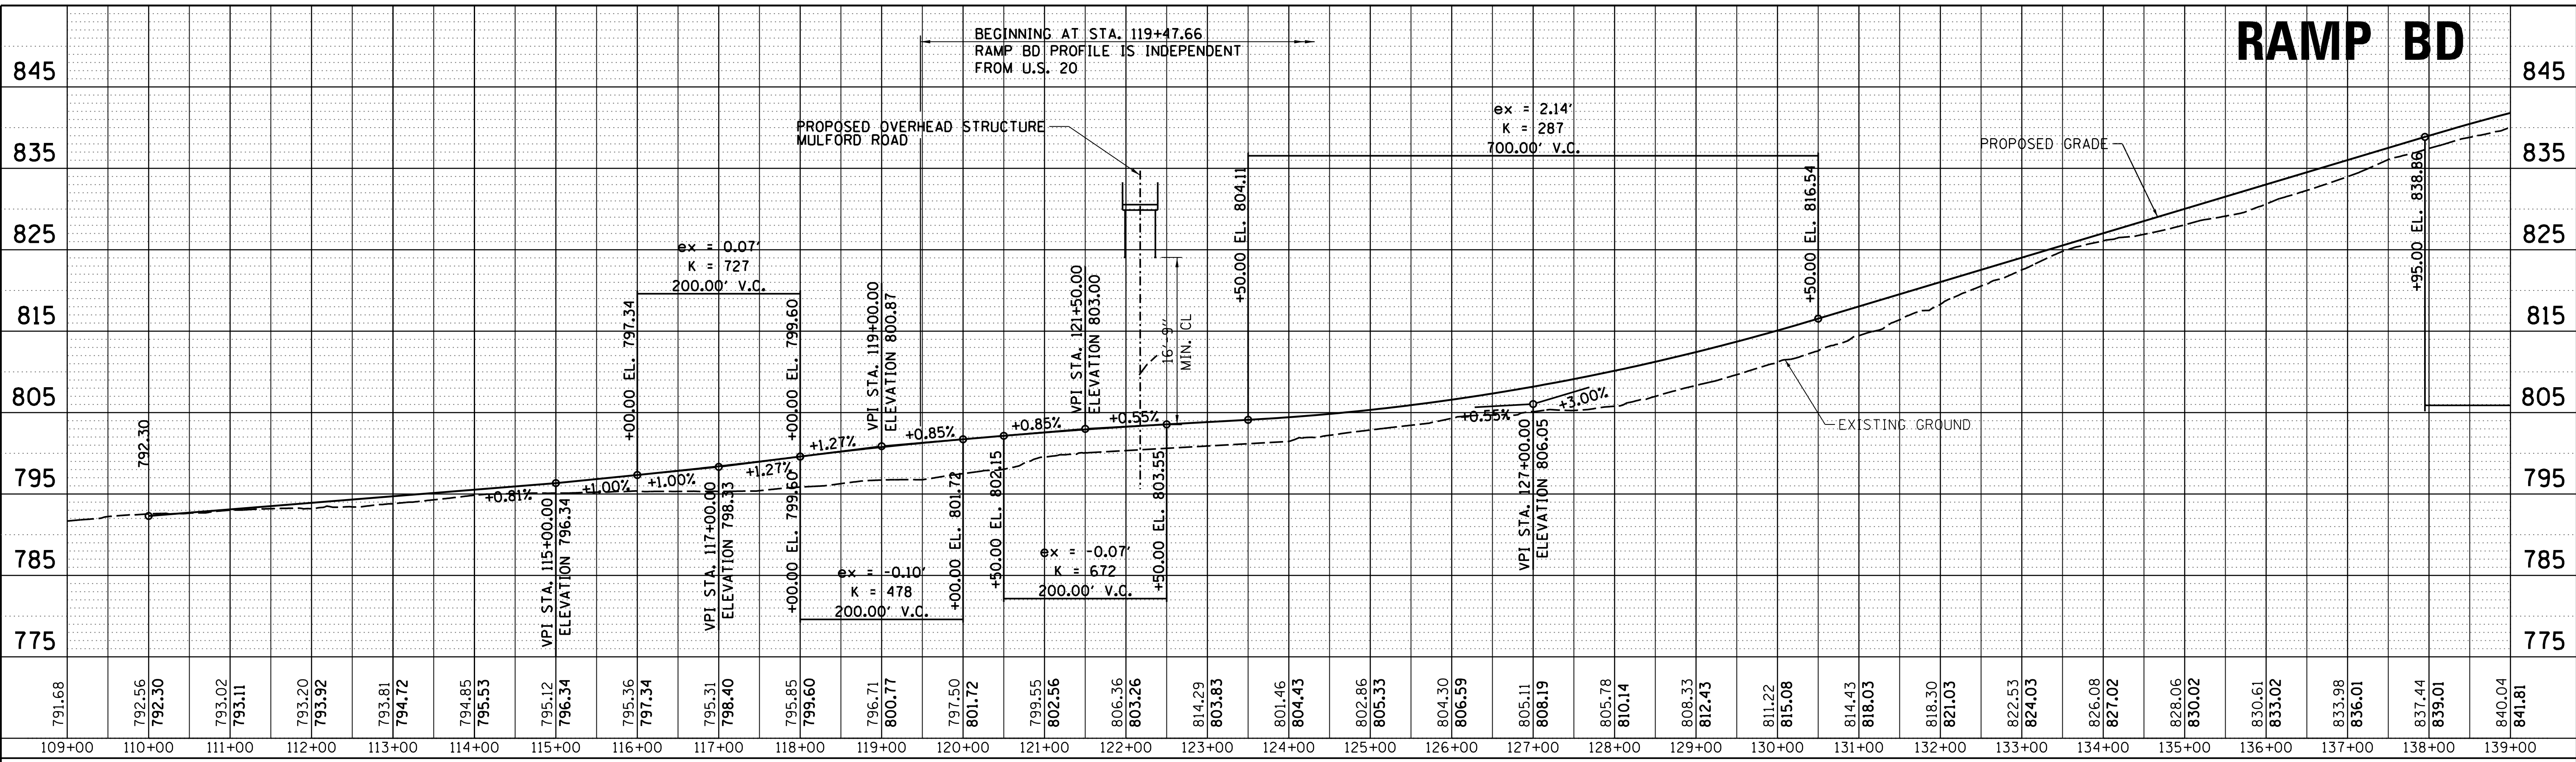 RAMP BD
BEGINNING AT STA. 119+47.66
RAMP BD PROFILE IS INDEPENDENT
FROM U.S. 20
845
845
835
835
825
825
815
815
805
805
795
795
785
785
775
775
PROPOSED OVERHEAD STRUCTURE
MULFORD ROAD
ex = 2.14'
K = 287
700.00' V.C.
PROPOSED GRADE
ex = 0.07'
K = 727
200.00' V.C.
792.30
+00.00 EL. 797.34
+00.00 EL. 799.60
VPI STA. 119+00.00
ELEVATION 800.87
VPI STA. 121+50.00
ELEVATION 803.00
16'-9"
MIN. CL
+50.00 EL. 804.11
+50.00 EL. 816.54
+95.00 EL. 838.86
+0.81%
+1.00%
+1.00%
+1.27%
+1.27%
+0.85%
+0.85%
+0.55%
+0.55%
+3.00%
EXISTING GROUND
VPI STA. 115+00.00
ELEVATION 796.34
VPI STA. 117+00.00
ELEVATION 798.33
+00.00 EL. 799.60
ex = -0.10'
K = 478
200.00' V.C.
+00.00 EL. 801.72
+50.00 EL. 802.15
ex = -0.07'
K = 672
200.00' V.C.
+50.00 EL. 803.55
VPI STA. 127+00.00
ELEVATION 806.05
791.68
792.56
792.30
793.02
793.11
793.20
793.92
793.81
794.72
794.85
795.53
795.12
796.34
795.36
797.34
795.31
798.40
795.85
799.60
796.71
800.77
797.50
801.72
799.55
802.56
806.36
803.26
814.29
803.83
801.46
804.43
802.86
805.33
804.30
806.59
805.11
808.19
805.78
810.14
808.33
812.43
811.22
815.08
814.43
818.03
818.30
821.03
822.53
824.03
826.08
827.02
828.06
830.02
830.61
833.02
833.98
836.01
837.44
839.01
840.04
841.81
109+00 110+00 111+00 112+00 113+00 114+00 115+00 116+00 117+00 118+00 119+00 120+00 121+00 122+00 123+00 124+00 125+00 126+00 127+00 128+00 129+00 130+00 131+00 132+00 133+00 134+00 135+00 136+00 137+00 138+00 139+00